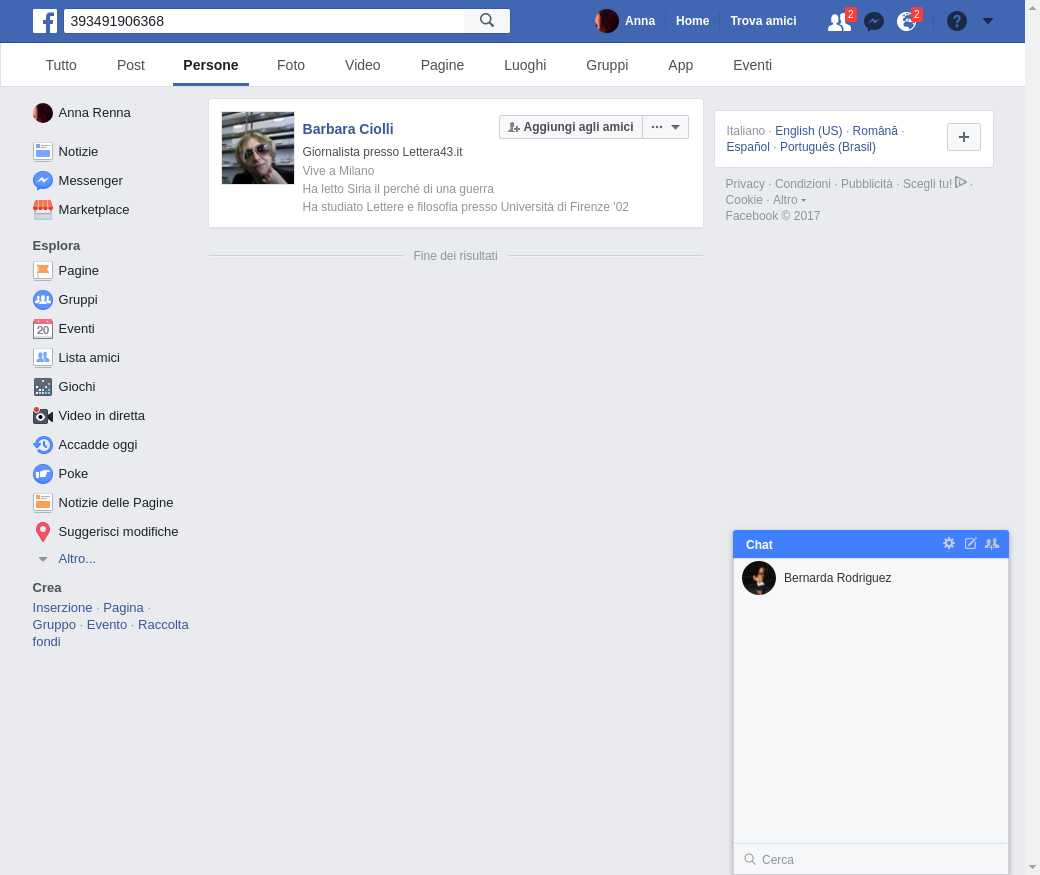 393491906368
Anna
Home
Trova amici
2
2
Tutto
Post
Persone
Foto
Video
Pagine
Luoghi
Gruppi
App
Eventi
Anna Renna
Notizie
Messenger
Marketplace
Esplora
Pagine
Gruppi
20
Eventi
Lista amici
Giochi
Video in diretta
Accadde oggi
Poke
Notizie delle Pagine
Suggerisci modifiche
Altro...
Crea
Inserzione · Pagina ·
Gruppo · Evento · Raccolta
fondi
Barbara Ciolli
Aggiungi agli amici
Giornalista presso Lettera43.it
Vive a Milano
Ha letto Siria il perché di una guerra
Ha studiato Lettere e filosofia presso Università di Firenze '02
Fine dei risultati
Italiano · English (US) · Română ·
Español · Português (Brasil)
Privacy · Condizioni · Pubblicità · Scegli tu! ·
Cookie · Altro
Facebook © 2017
Chat
Bernarda Rodriguez
Cerca